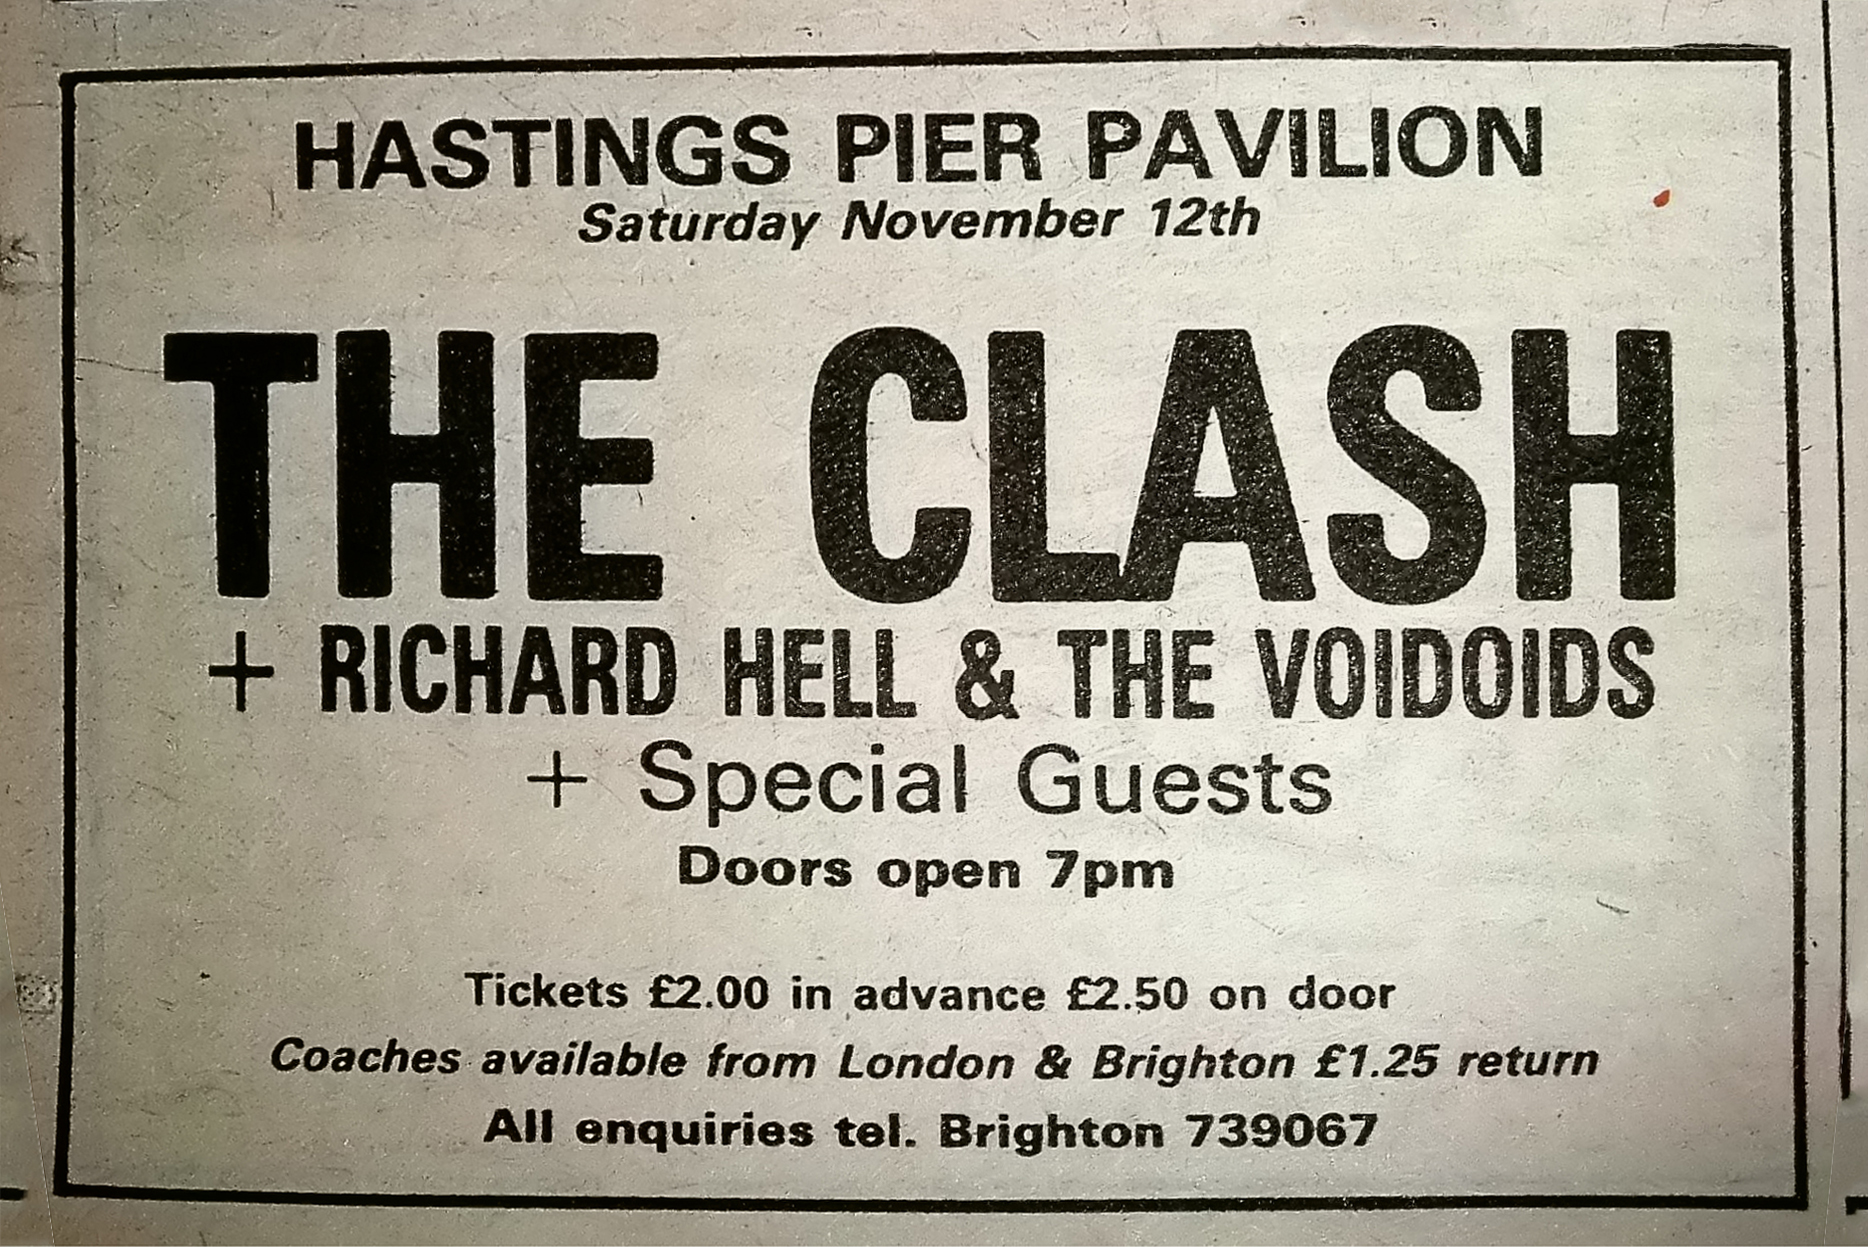 HASTINGS PIER PAVILION
Saturday November 12th
THE CLASH
+ RICHARD HELL & THE VOIDOIDS
+ Special Guests
Doors open 7pm
Tickets £2.00 in advance £2.50 on door
Coaches available from London & Brighton £1.25 return
All enquiries tel. Brighton 739067